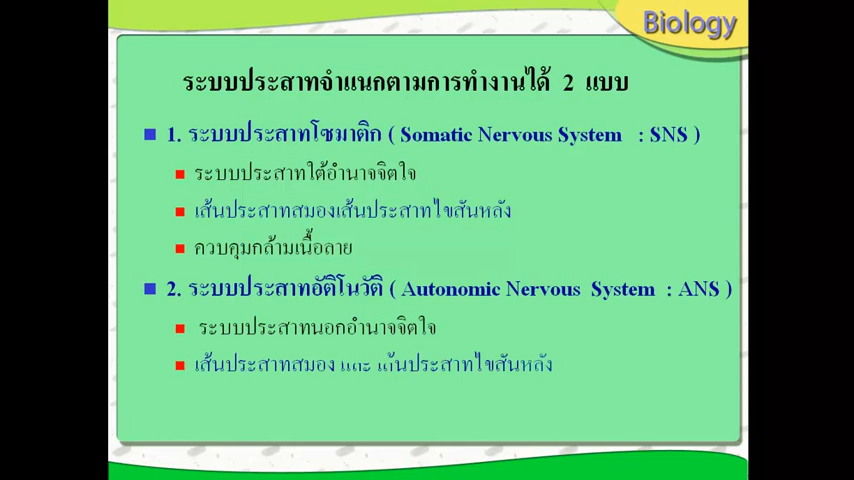 Biology
ระบบประสาทจำแนกตามการทำงานได้ 2 แบบ
1. ระบบประสาทโซมาติก ( Somatic Nervous System : SNS )
ระบบประสาทใต้อำนาจจิตใจ
เส้นประสาทสมองเส้นประสาทไขสันหลัง
ควบคุมกล้ามเนื้อลาย
2. ระบบประสาทอัติโนวัติ ( Autonomic Nervous System : ANS )
ระบบประสาทนอกอำนาจจิตใจ
เส้นประสาทสมอง และ เส้นประสาทไขสันหลัง